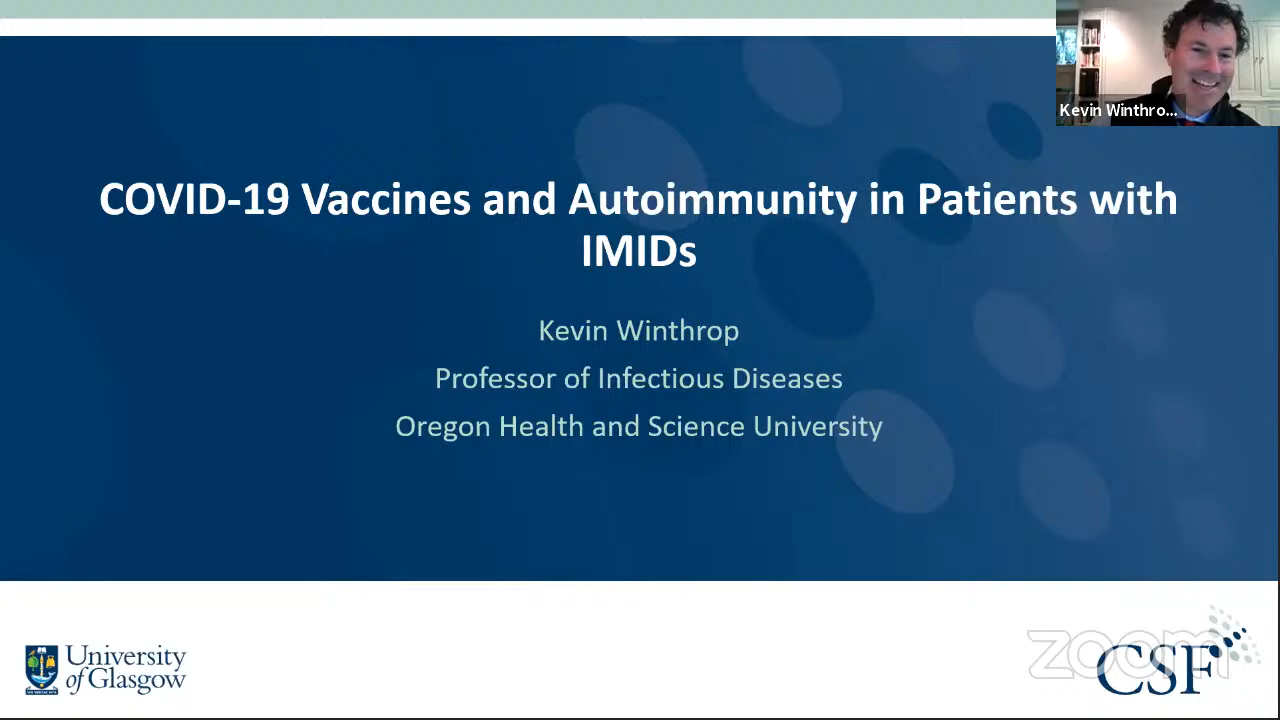 Kevin Winthro...
COVID-19 Vaccines and Autoimmunity in Patients with
IMIDs
Kevin Winthrop
Professor of Infectious Diseases
Oregon Health and Science University
University
of Glasgow
zoom
CSF